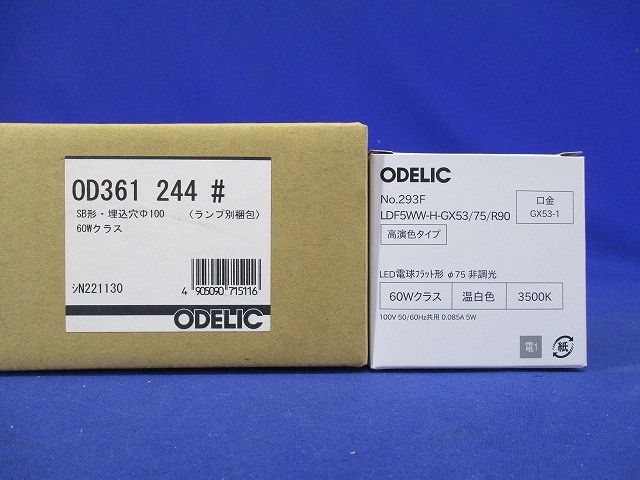 OD361 244 #
SB形・埋込穴Φ100 〈ランプ別梱包〉
60Wクラス
ｼN221130
4 905090 715116
ODELIC
ODELIC
No.293F
LDF5WW-H-GX53/75/R90
口金
GX53-1
高演色タイプ
LED電球ﾌﾗｯﾄ形 φ75 非調光
60Wクラス 温白色 3500K
100V 50/60Hz共用 0.085A 5W
電1
紙